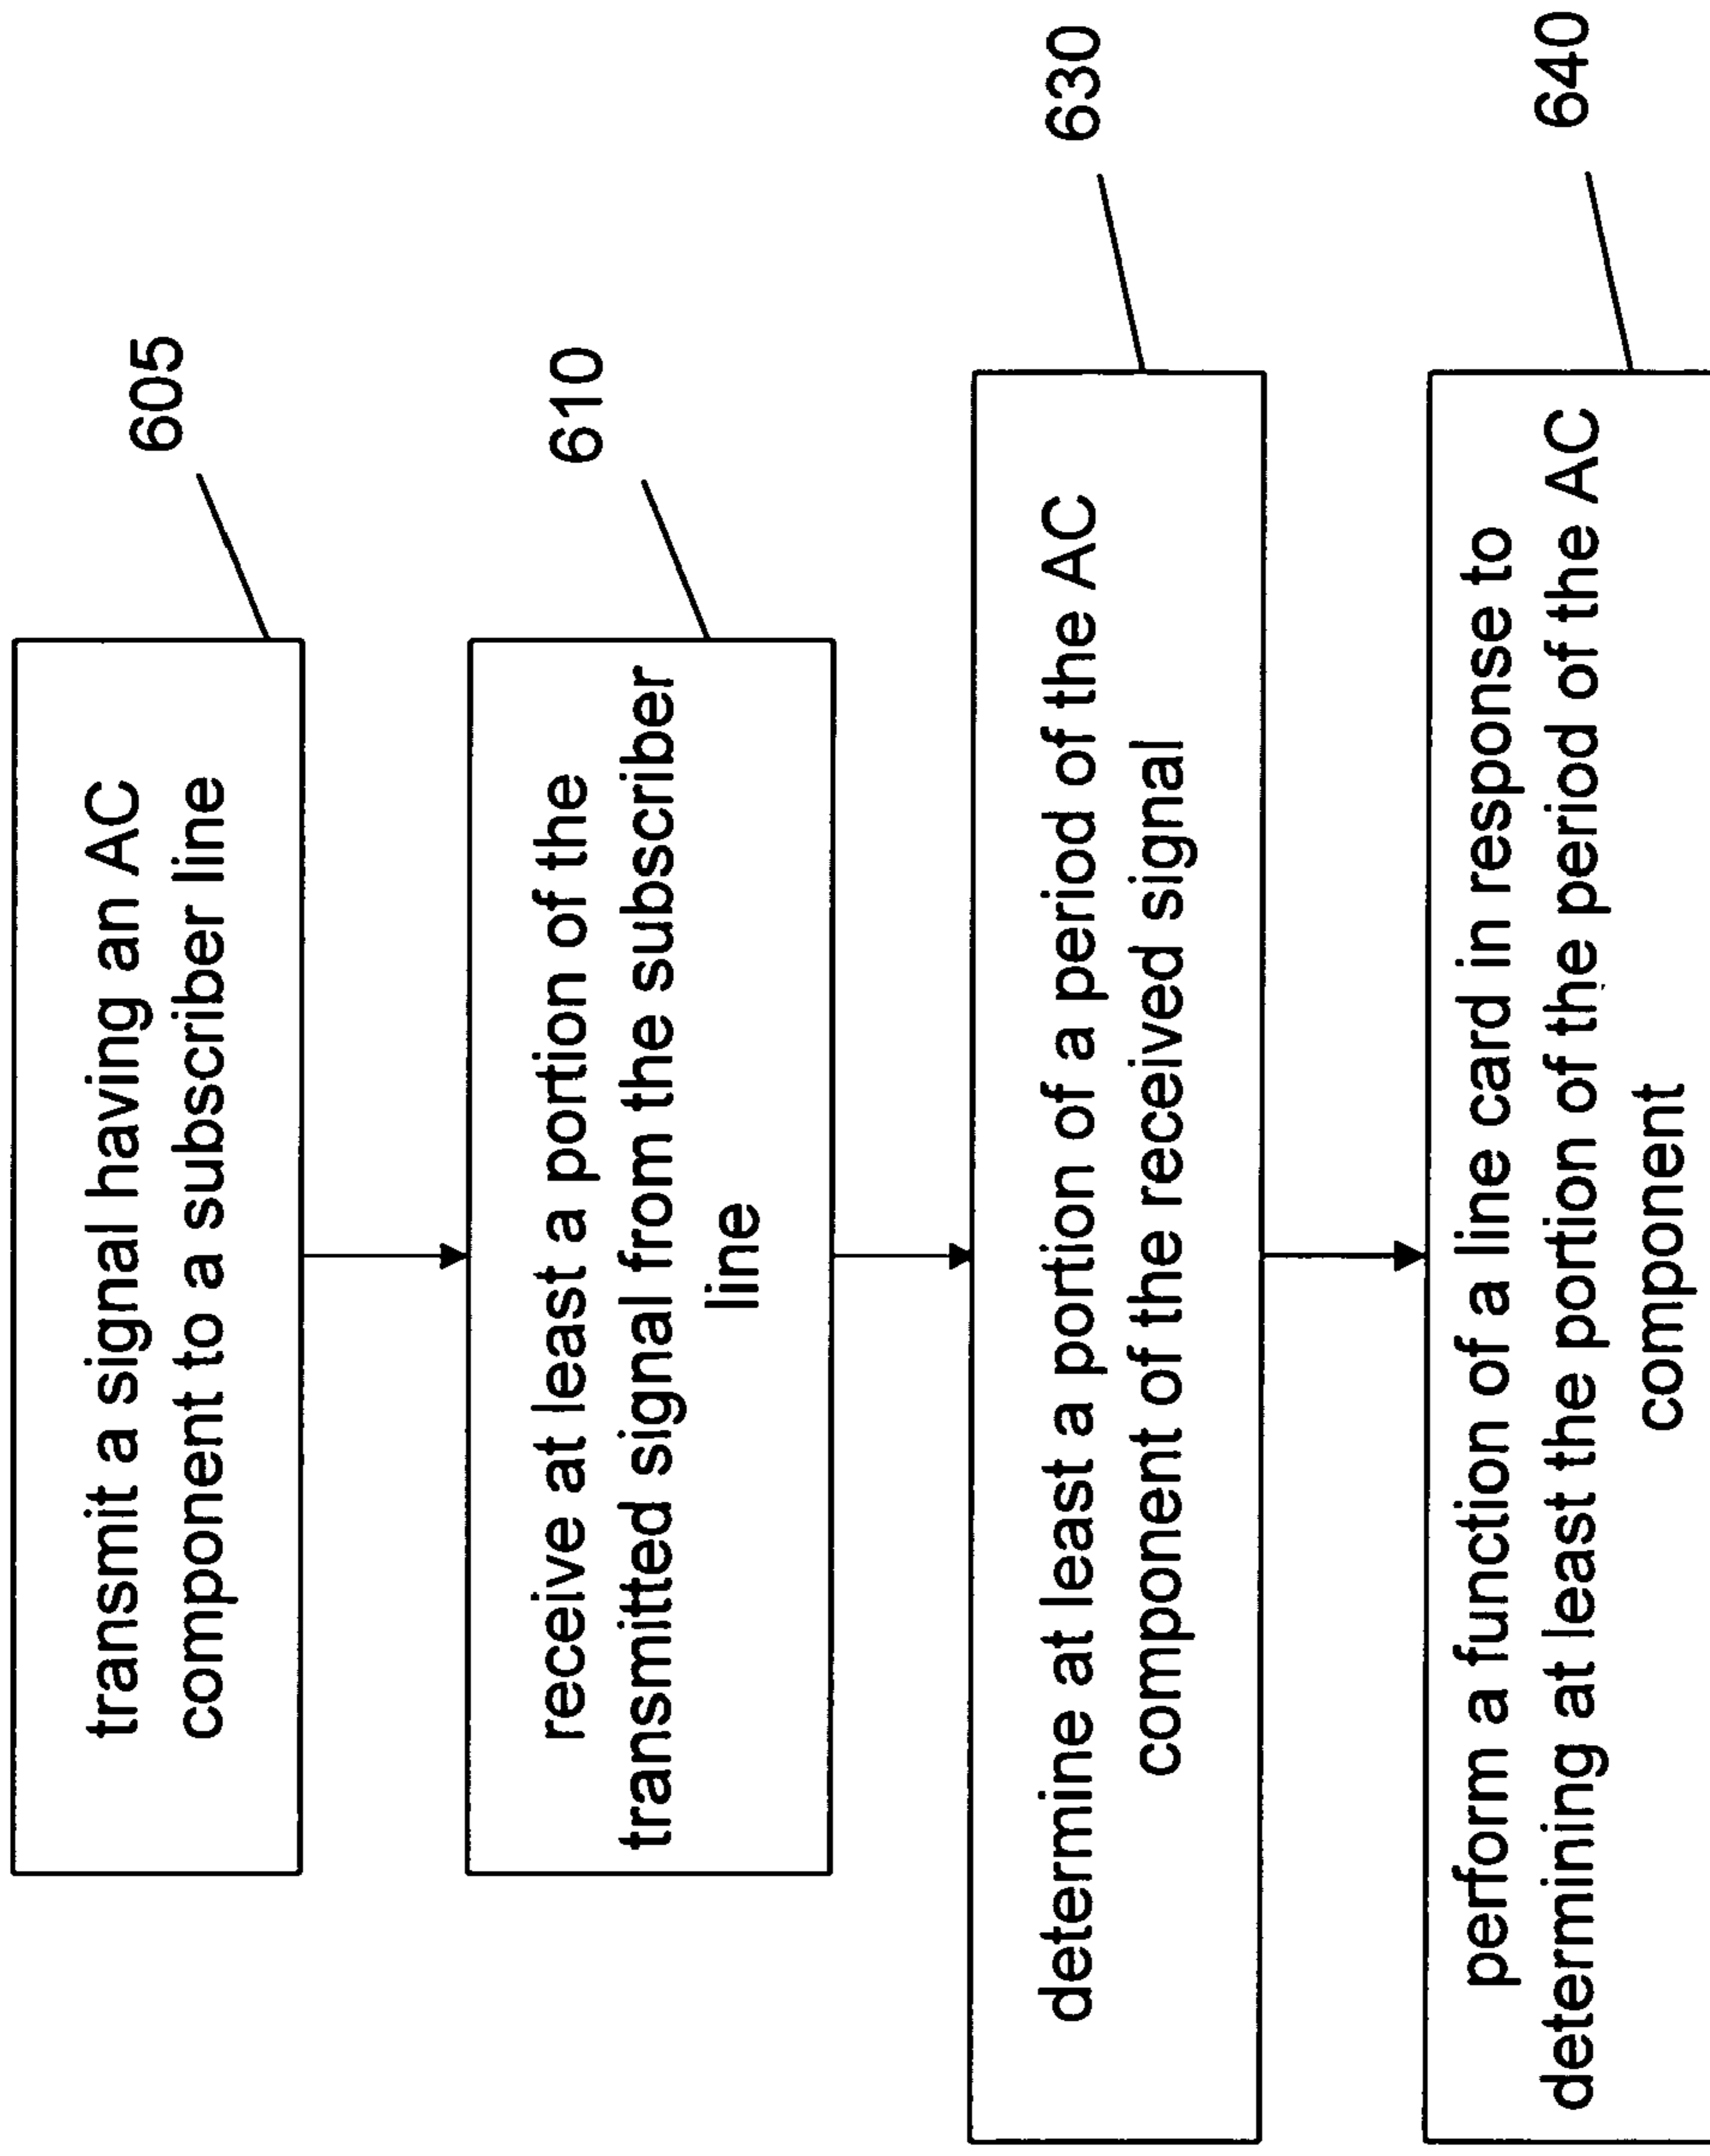 transmit a signal having an AC
component to a subscriber line
605
receive at least a portion of the
transmitted signal from the subscriber
line
610
determine at least a portion of a period of the AC
component of the received signal
630
perform a function of a line card in response to
determining at least the portion of the period of the AC
component
640